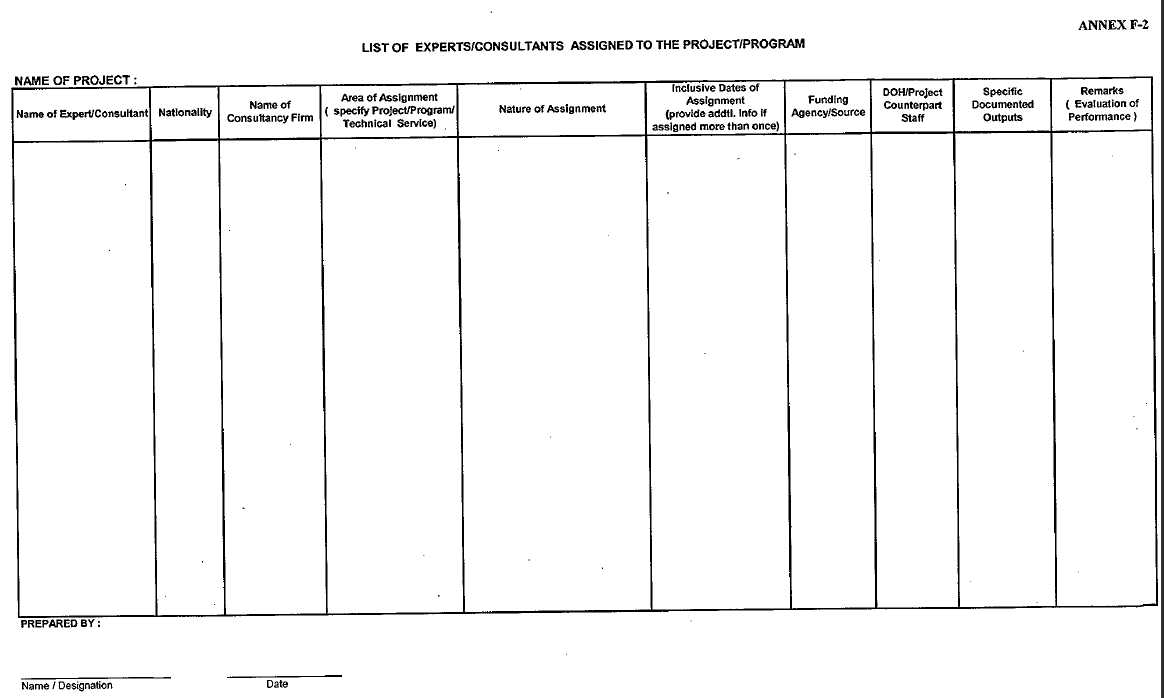 ANNEX F-2
LIST OF EXPERTS/CONSULTANTS ASSIGNED TO THE PROJECT/PROGRAM
NAME OF PROJECT :
Name of Expert/Consultant
Nationality
Name of
Consultancy Firm
Area of Assignment
( specify Project/Program/
Technical Service)
Nature of Assignment
Inclusive Dates of
Assignment
(provide addtl. Info if
assigned more than once)
Funding
Agency/Source
DOH/Project
Counterpart
Staff
Specific
Documented
Outputs
Remarks
( Evaluation of
Performance )
PREPARED BY :
Name / Designation
Date